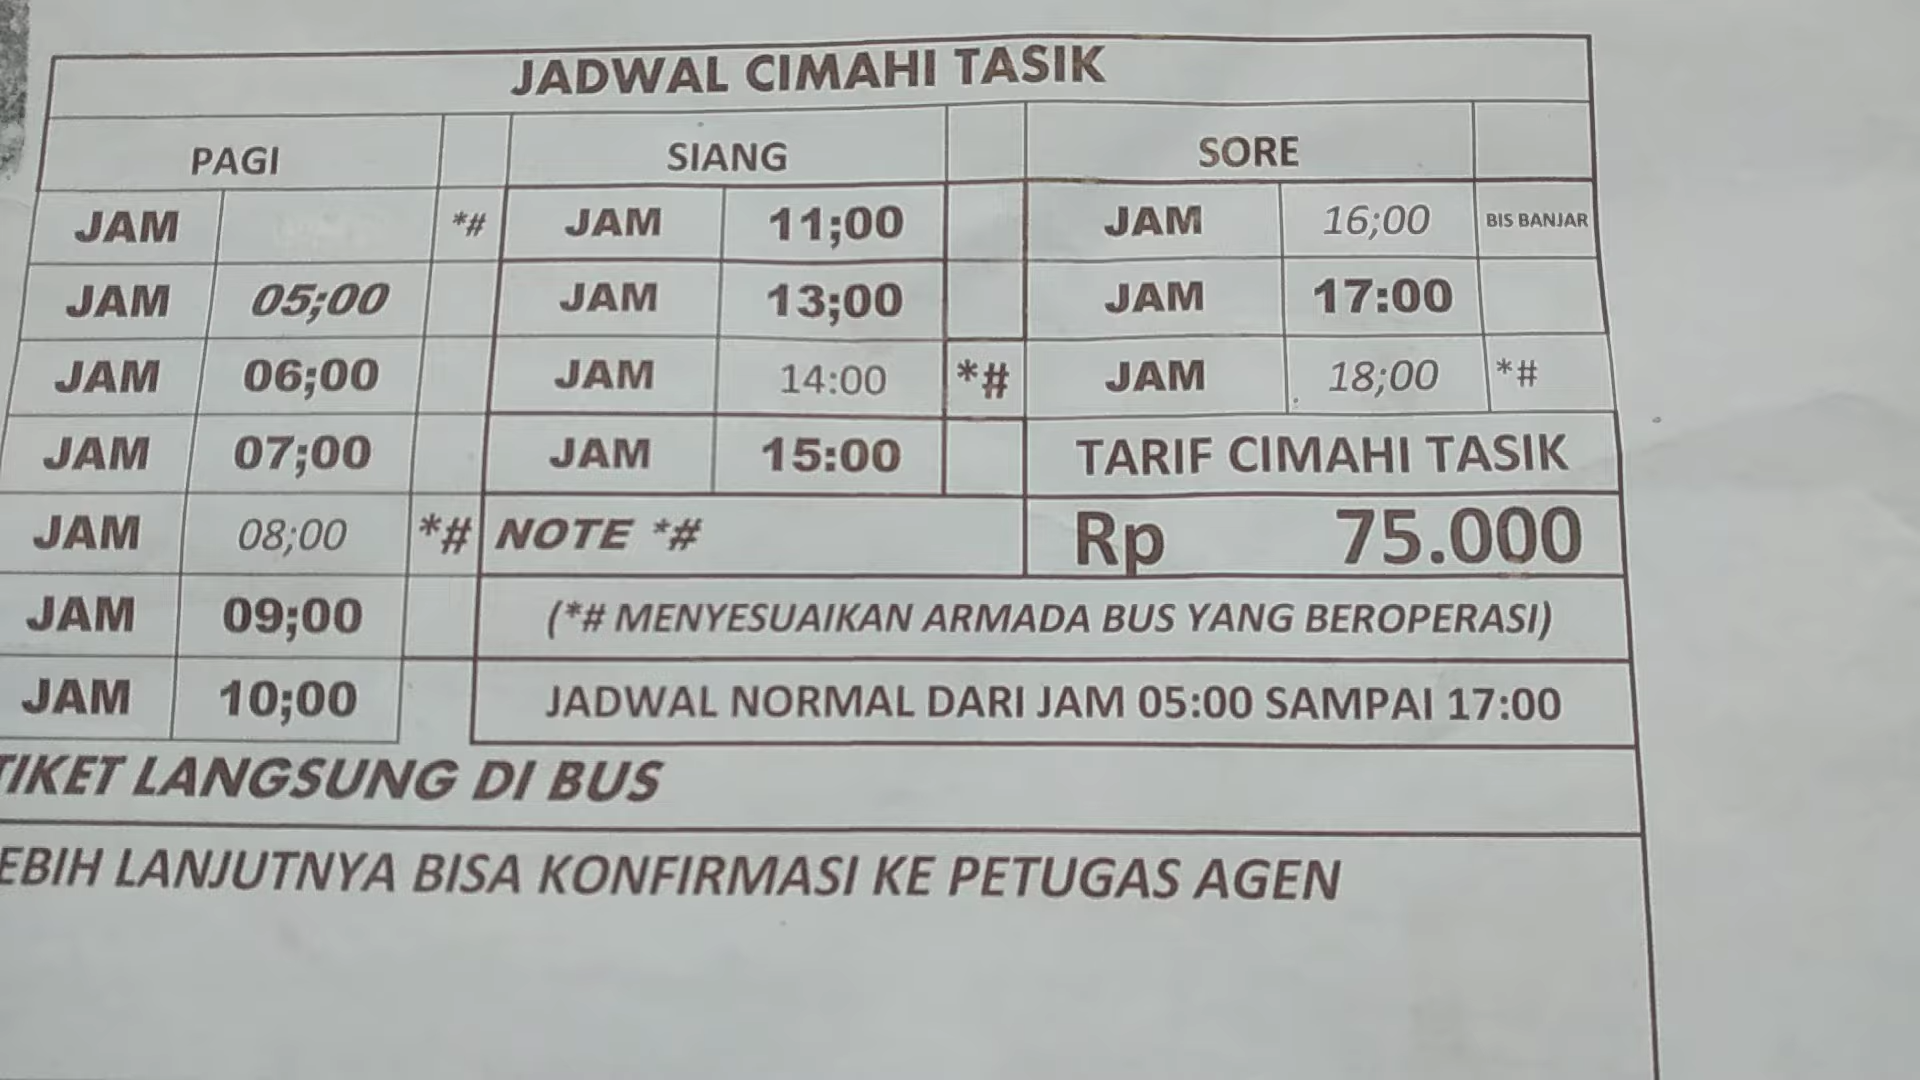 JADWAL CIMAHI TASIK
PAGI SIANG SORE
JAM *# JAM 11;00 JAM 16;00 BIS BANJAR
JAM 05;00 JAM 13;00 JAM 17:00
JAM 06;00 JAM 14:00 *# JAM 18;00 *#
JAM 07;00 JAM 15:00 TARIF CIMAHI TASIK
JAM 08;00 *# NOTE *# Rp 75.000
JAM 09;00 (*# MENYESUAIKAN ARMADA BUS YANG BEROPERASI)
JAM 10;00 JADWAL NORMAL DARI JAM 05:00 SAMPAI 17:00
TIKET LANGSUNG DI BUS
EBIH LANJUTNYA BISA KONFIRMASI KE PETUGAS AGEN